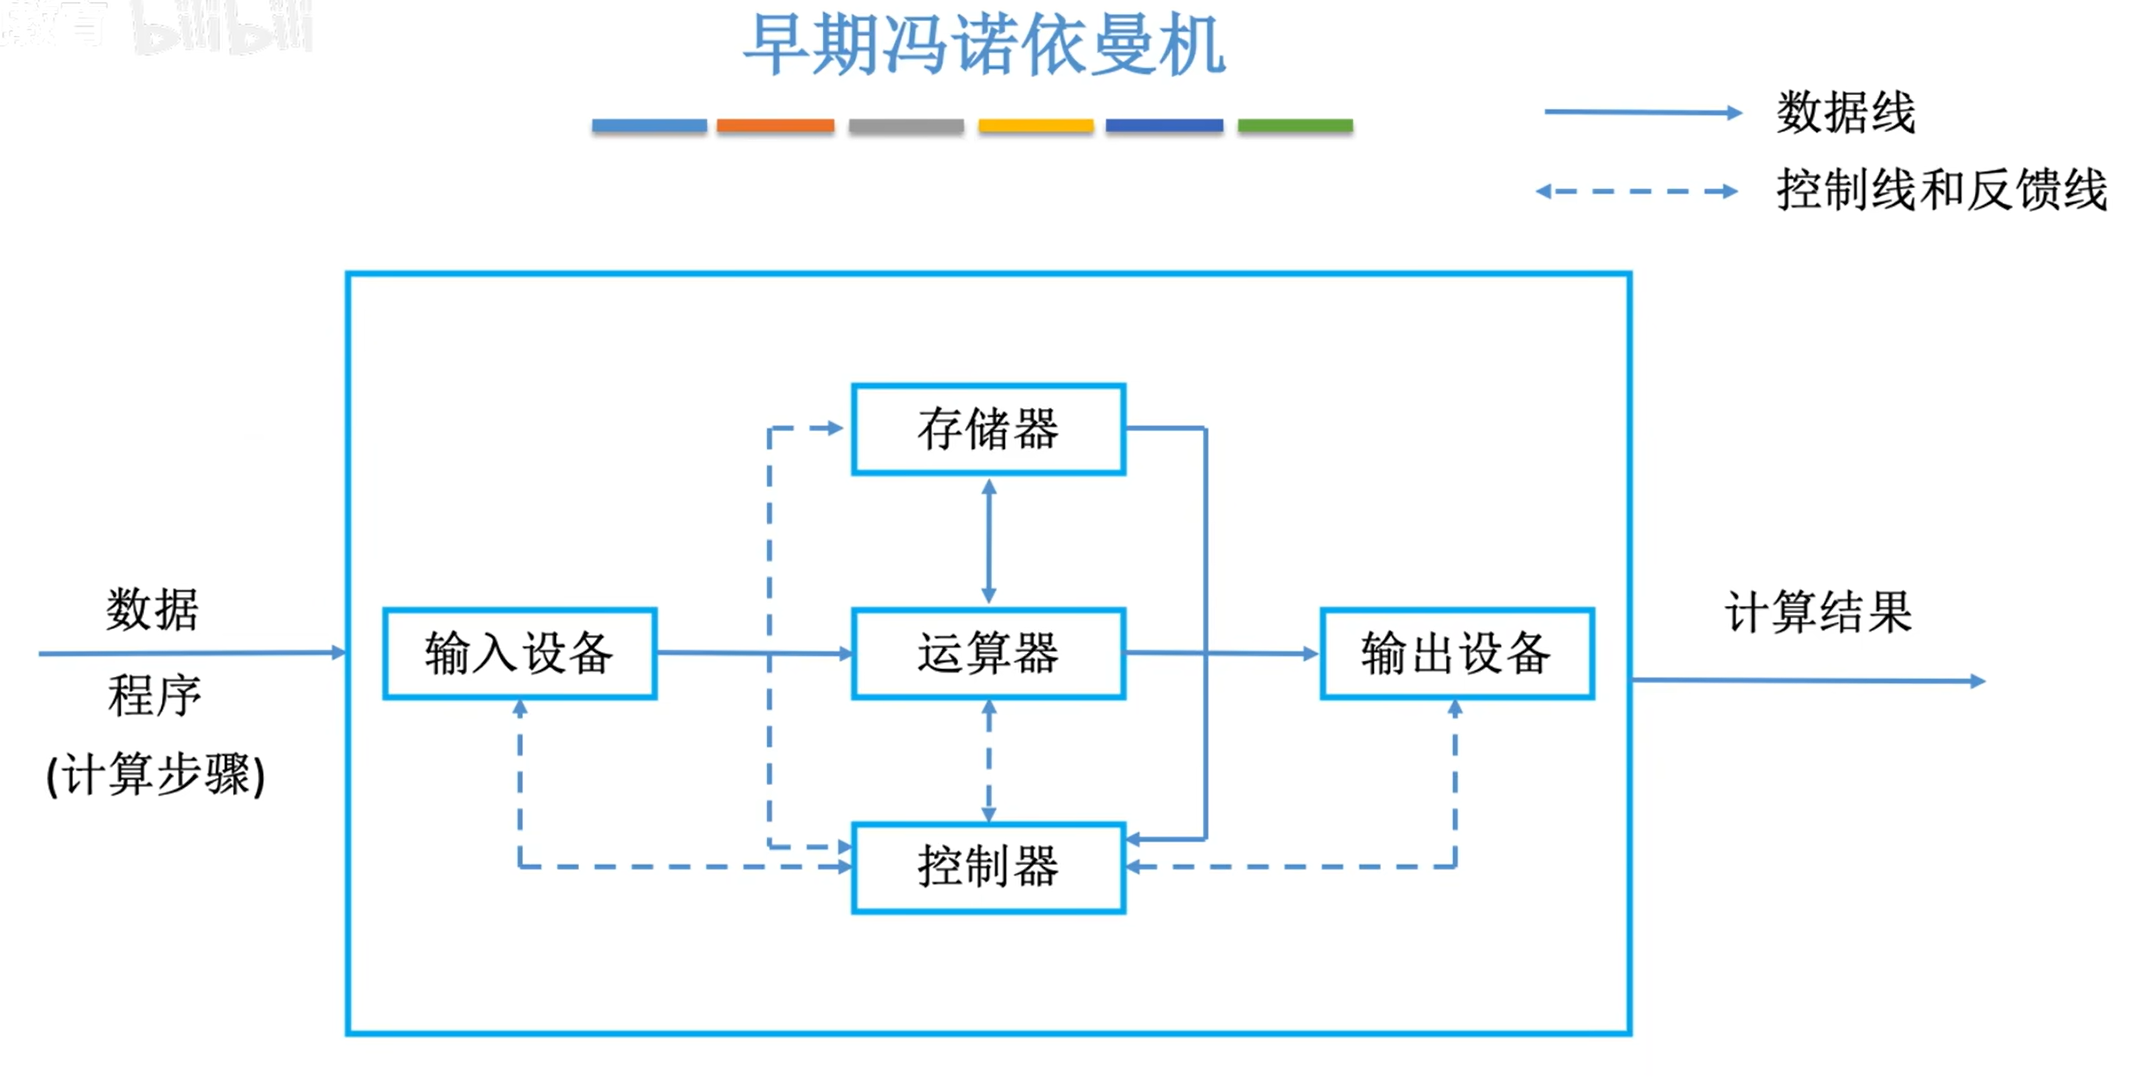 教育 bilibili
早期冯诺依曼机
数据线
控制线和反馈线
存储器
数据
输入设备
运算器
输出设备
计算结果
程序
(计算步骤)
控制器